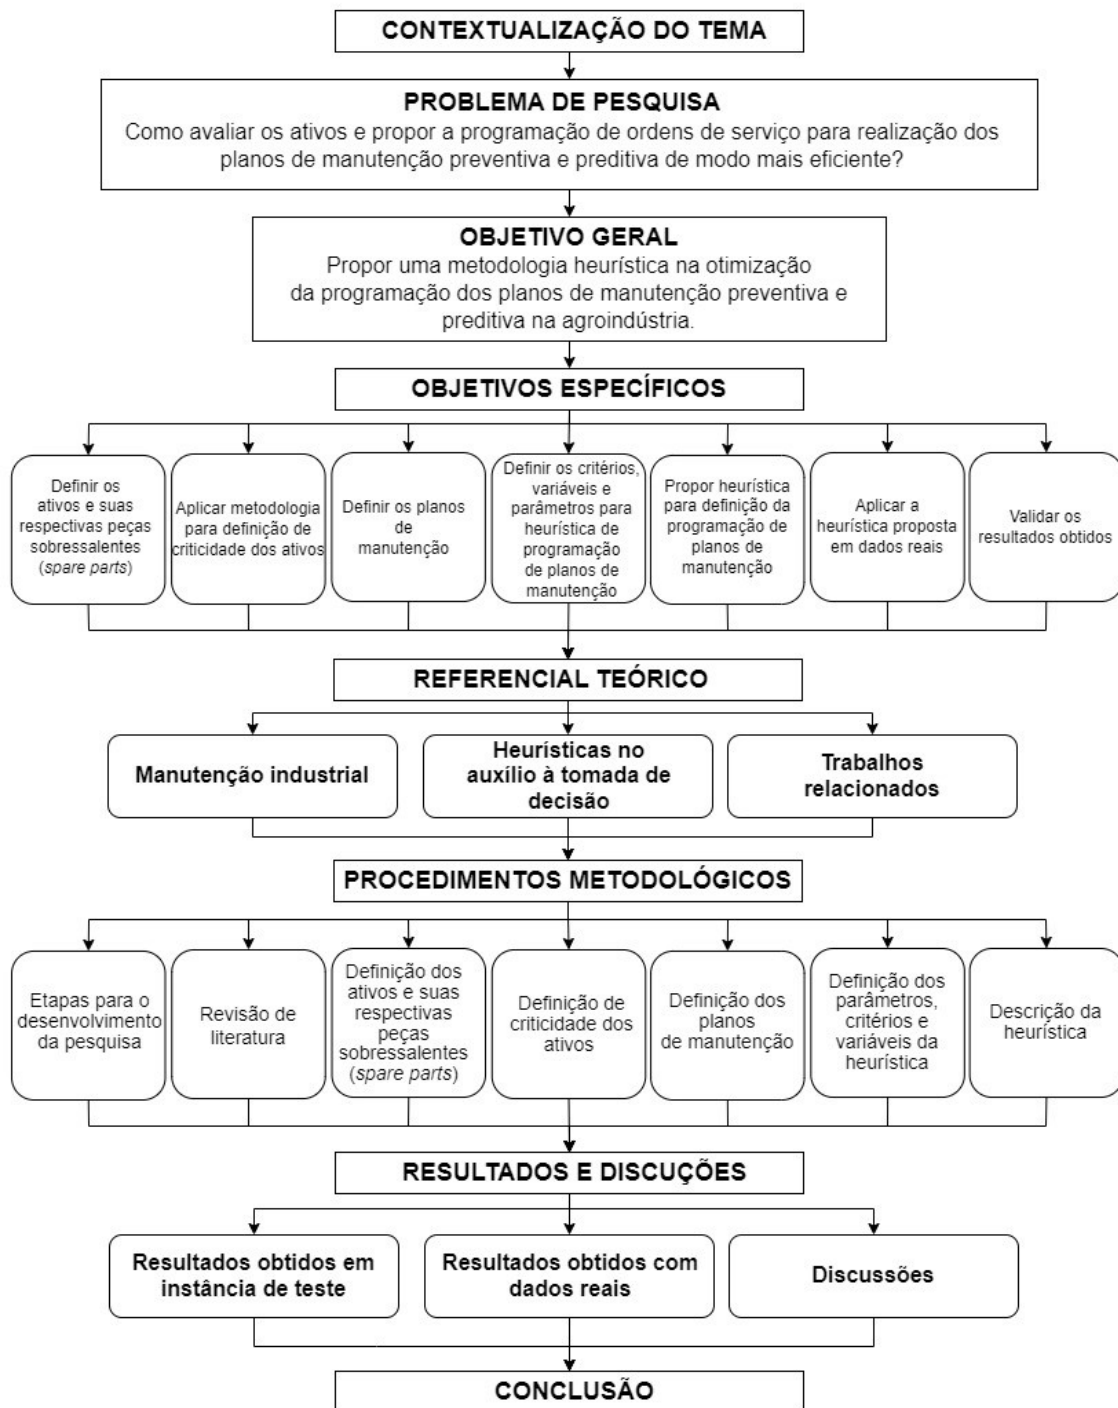 CONTEXTUALIZAÇÃO DO TEMA
PROBLEMA DE PESQUISA
Como avaliar os ativos e propor a programação de ordens de serviço para realização dos
planos de manutenção preventiva e preditiva de modo mais eficiente?
OBJETIVO GERAL
Propor uma metodologia heurística na otimização
da programação dos planos de manutenção preventiva e
preditiva na agroindústria.
OBJETIVOS ESPECÍFICOS
Definir os
ativos e suas
respectivas peças
sobressalentes
(spare parts)
Aplicar metodologia
para definição de
criticidade dos ativos
Definir os planos
de
manutenção
Definir os critérios,
variáveis e
parâmetros para
heurística de
programação
de planos de
manutenção
Propor heurística
para definição da
programação de
planos de
manutenção
Aplicar a
heurística proposta
em dados reais
Validar os
resultados obtidos
REFERENCIAL TEÓRICO
Manutenção industrial
Heurísticas no
auxílio à tomada de
decisão
Trabalhos
relacionados
PROCEDIMENTOS METODOLÓGICOS
Etapas para o
desenvolvimento
da pesquisa
Revisão de
literatura
Definição dos
ativos e suas
respectivas
peças
sobressalentes
(spare parts)
Definição de
criticidade dos
ativos
Definição dos
planos
de manutenção
Definição dos
parâmetros,
critérios e
variáveis da
heurística
Descrição da
heurística
RESULTADOS E DISCUÇÕES
Resultados obtidos em
instância de teste
Resultados obtidos com
dados reais
Discussões
CONCLUSÃO